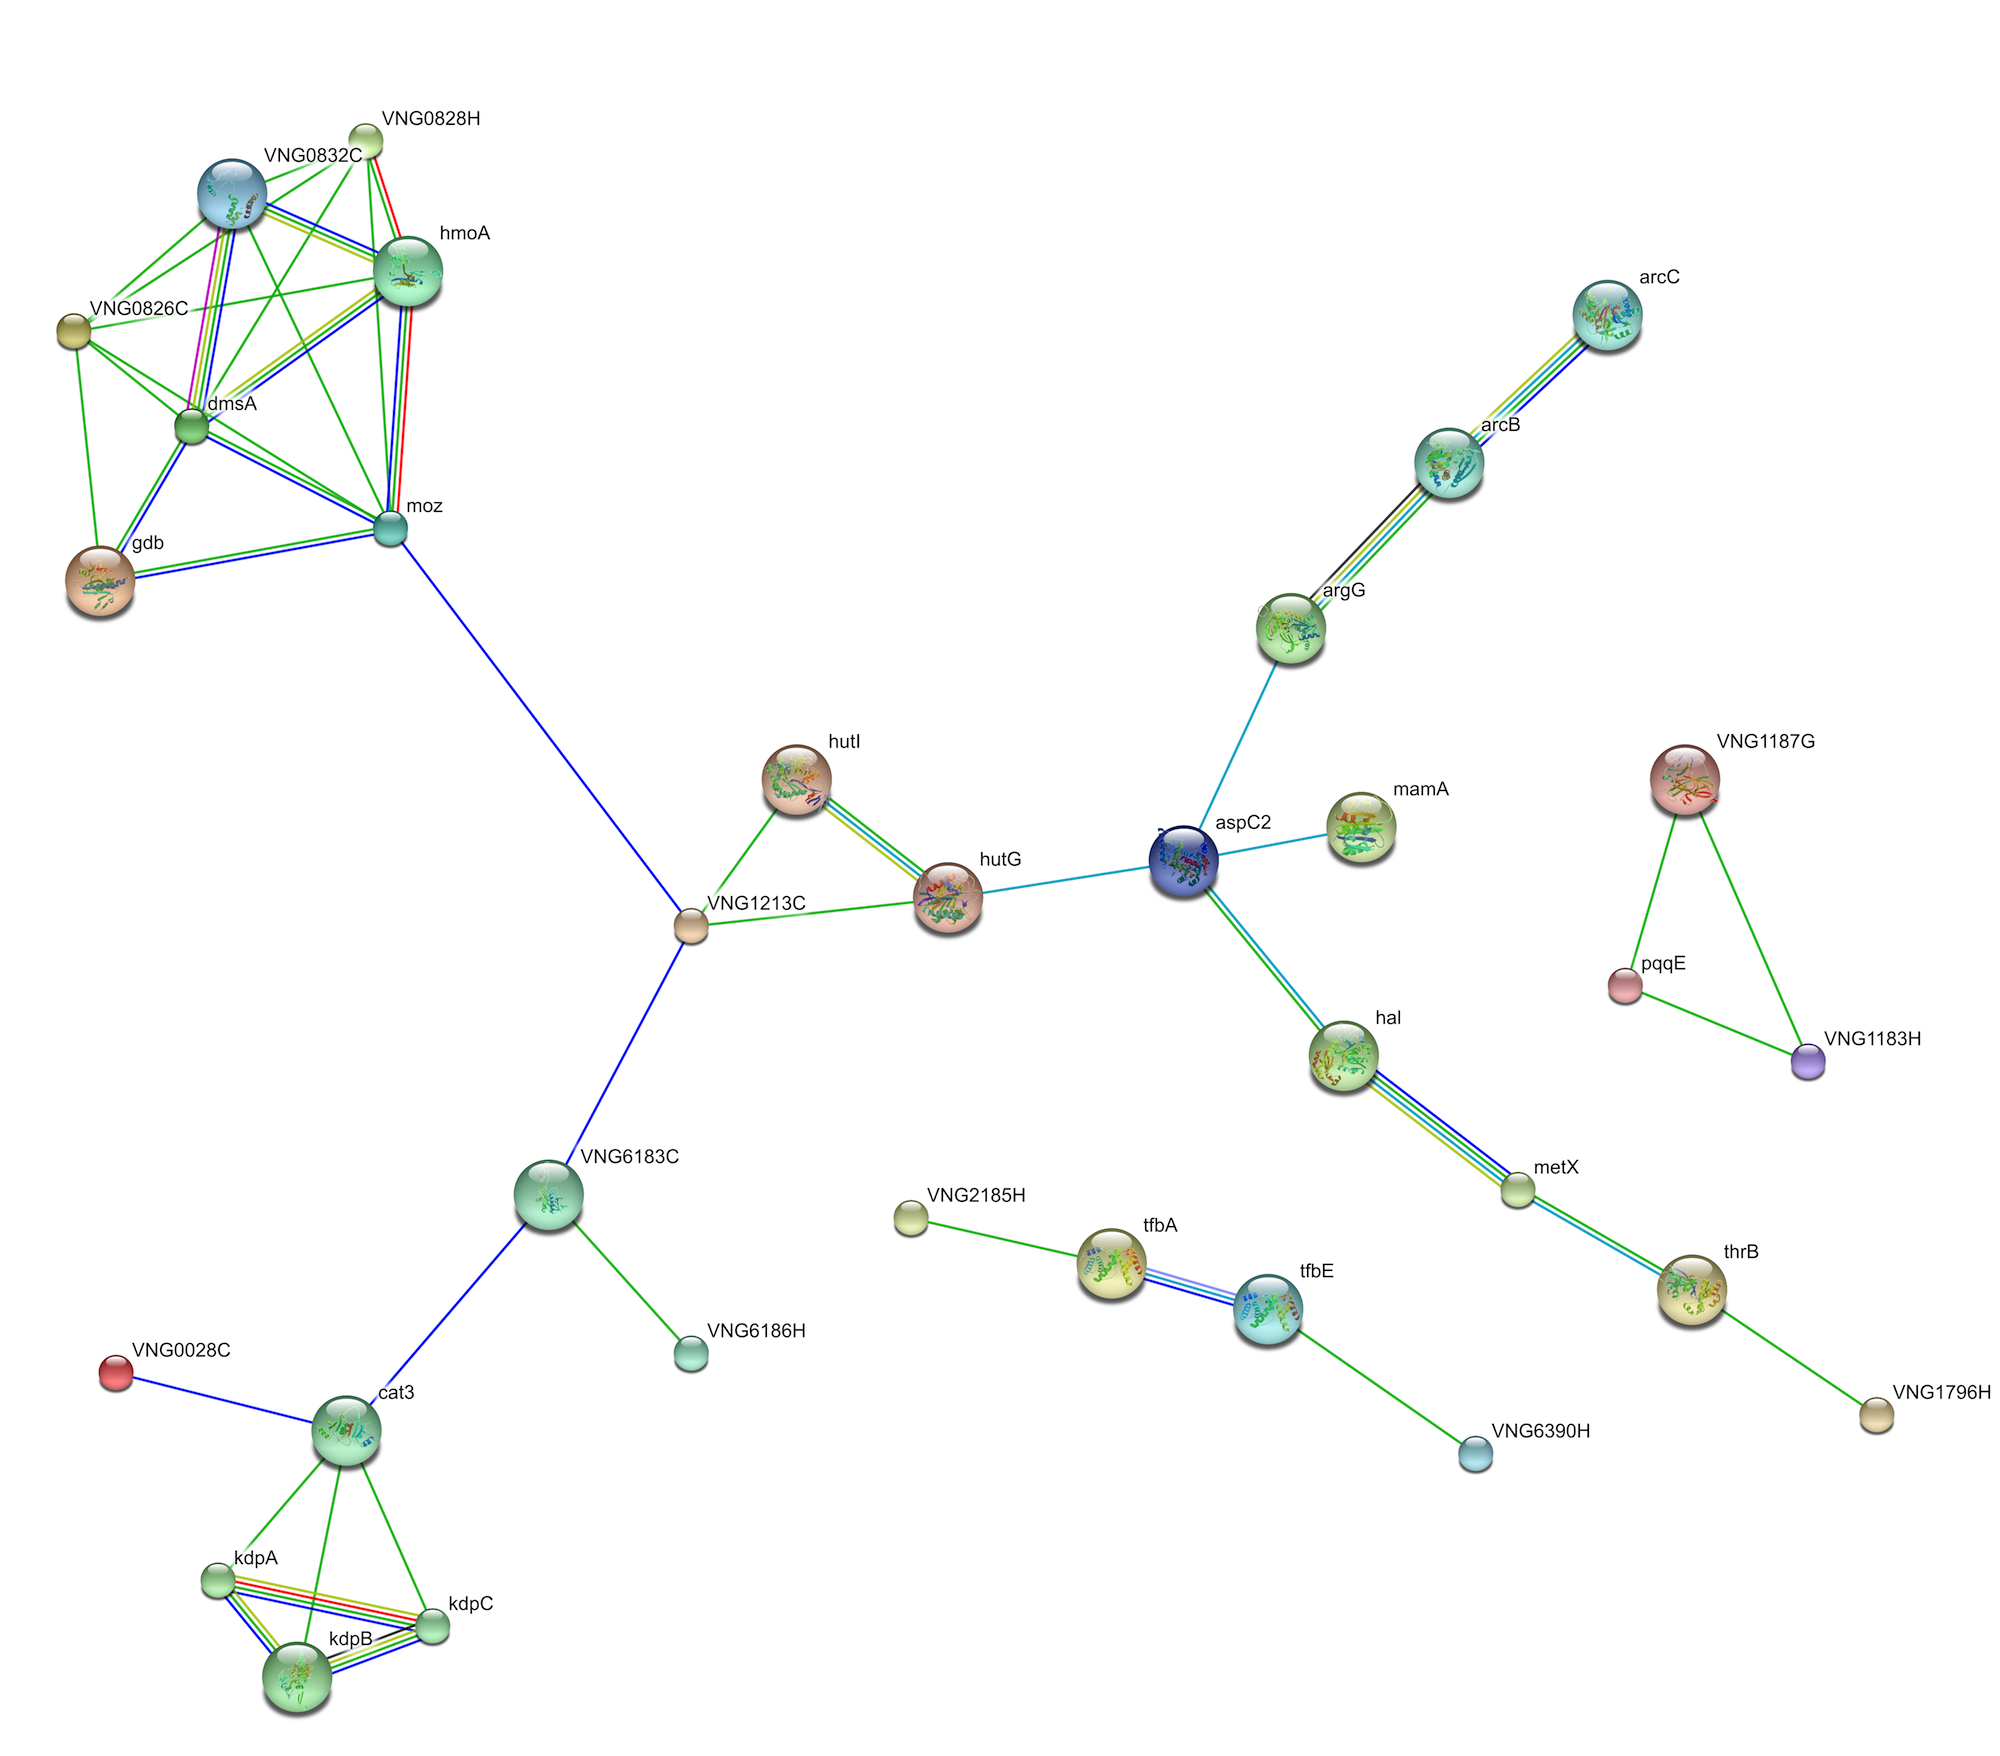 VNG0828H
VNG0832C
hmoA
arcC
VNG0826C
dmsA
arcB
moz
gdb
argG
hutI
VNG1187G
mamA
aspC2
hutG
VNG1213C
pqqE
hal
VNG1183H
VNG6183C
metX
VNG2185H
tfbA
thrB
tfbE
VNG6186H
VNG0028C
cat3
VNG1796H
VNG6390H
kdpA
kdpC
kdpB